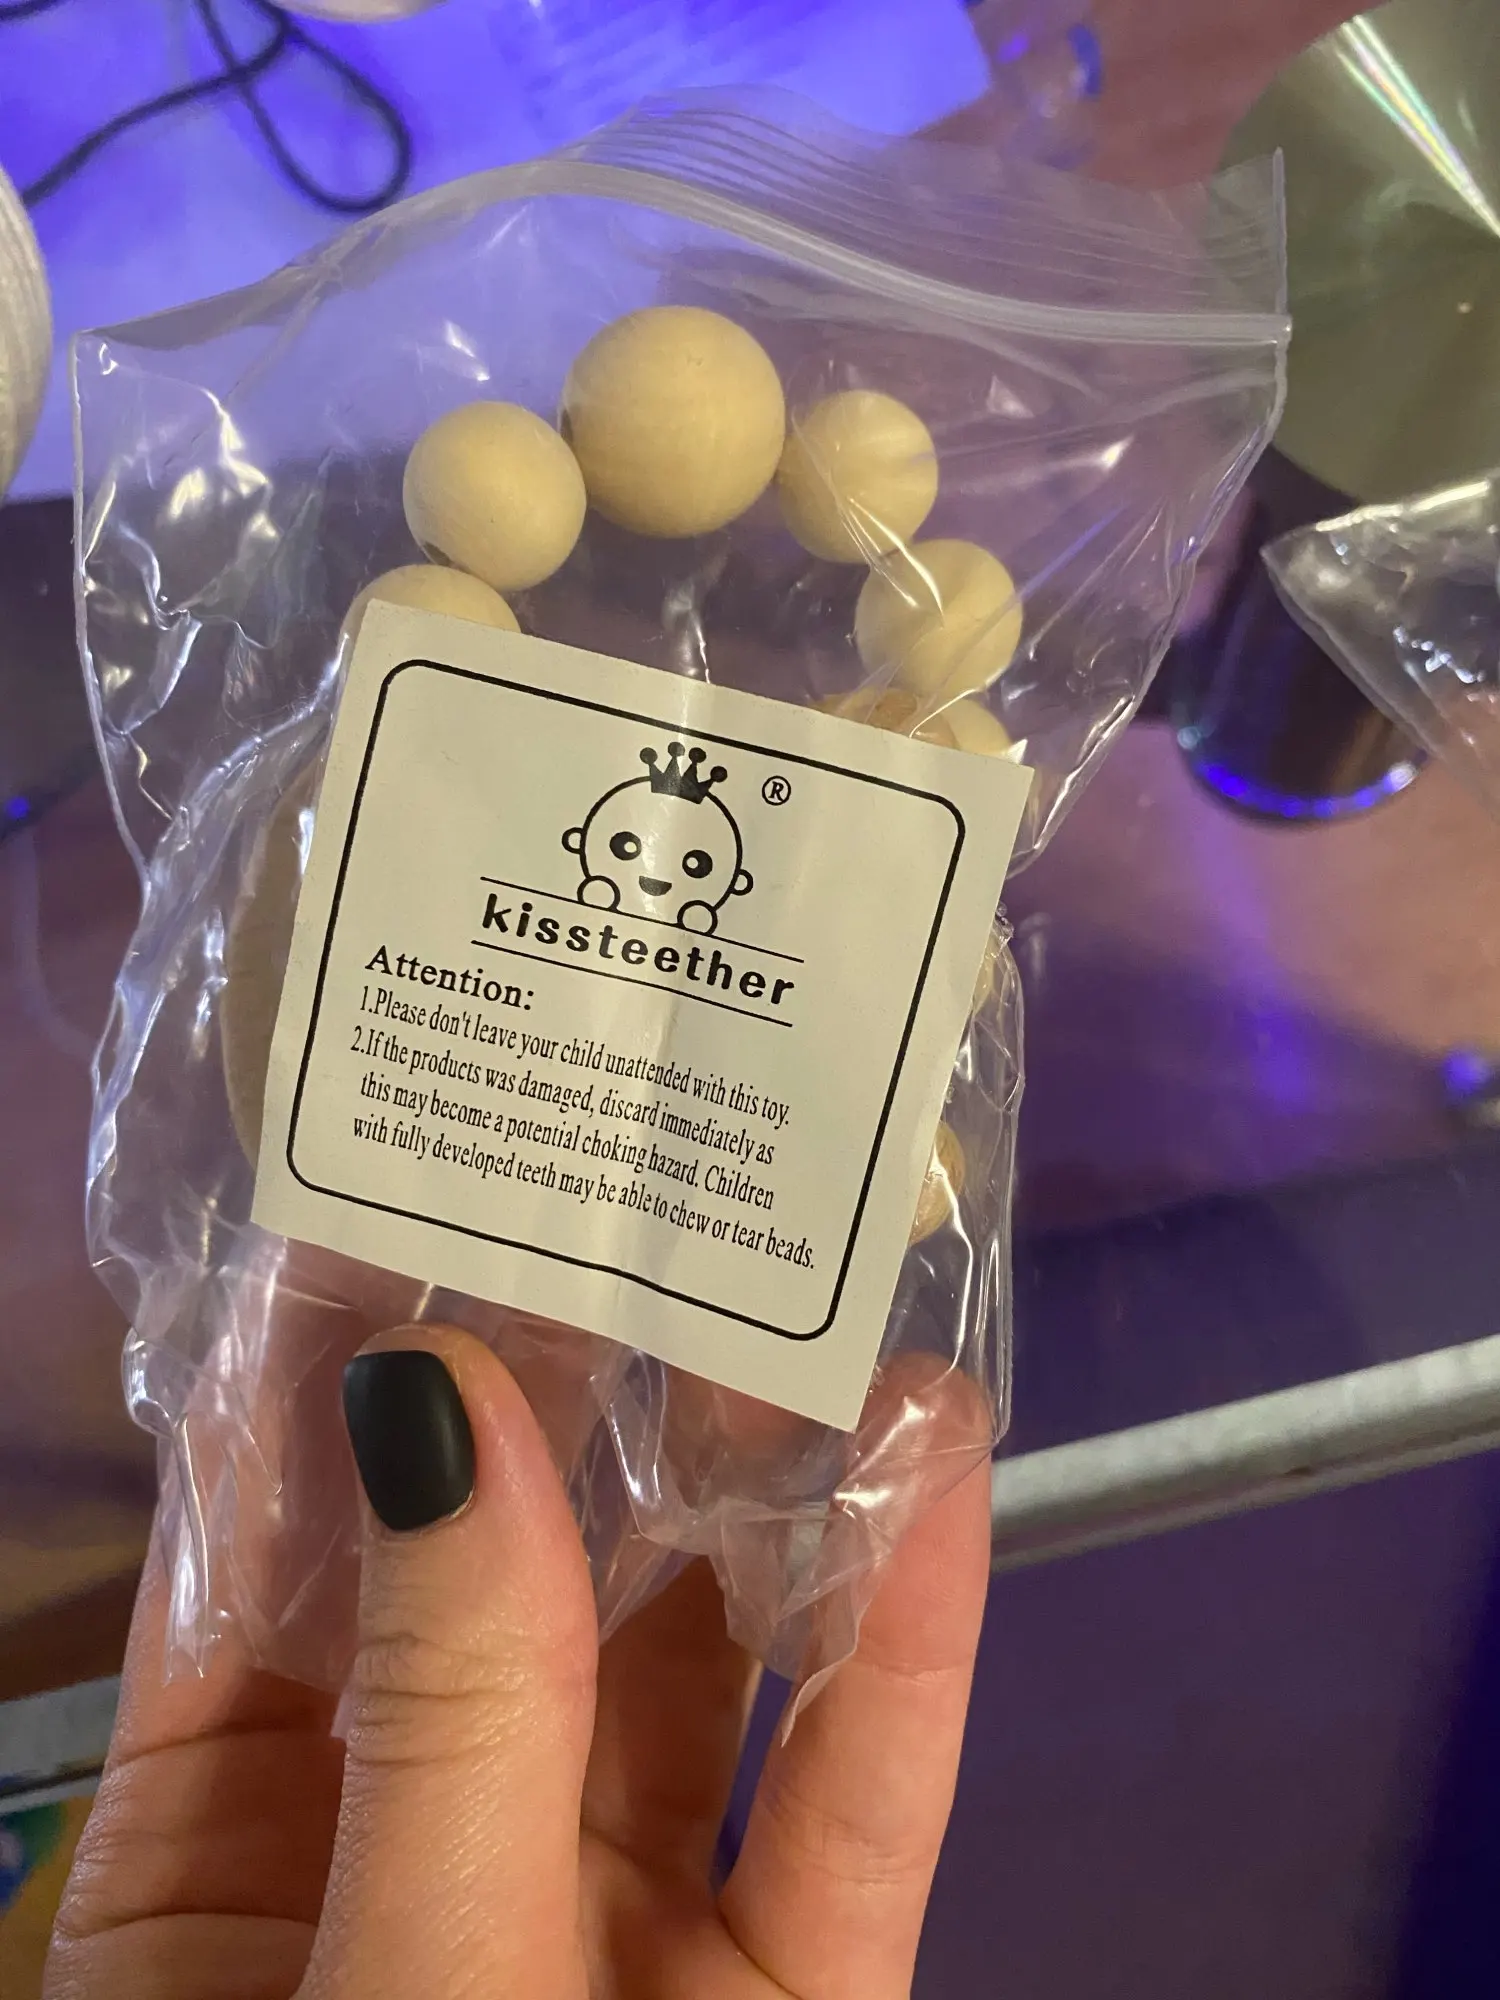 ®
kissteether
Attention:
1.Please don't leave your child unattended with this toy.
2.If the products was damaged, discard immediately as
this may become a potential choking hazard. Children
with fully developed teeth may be able to chew or tear beads.